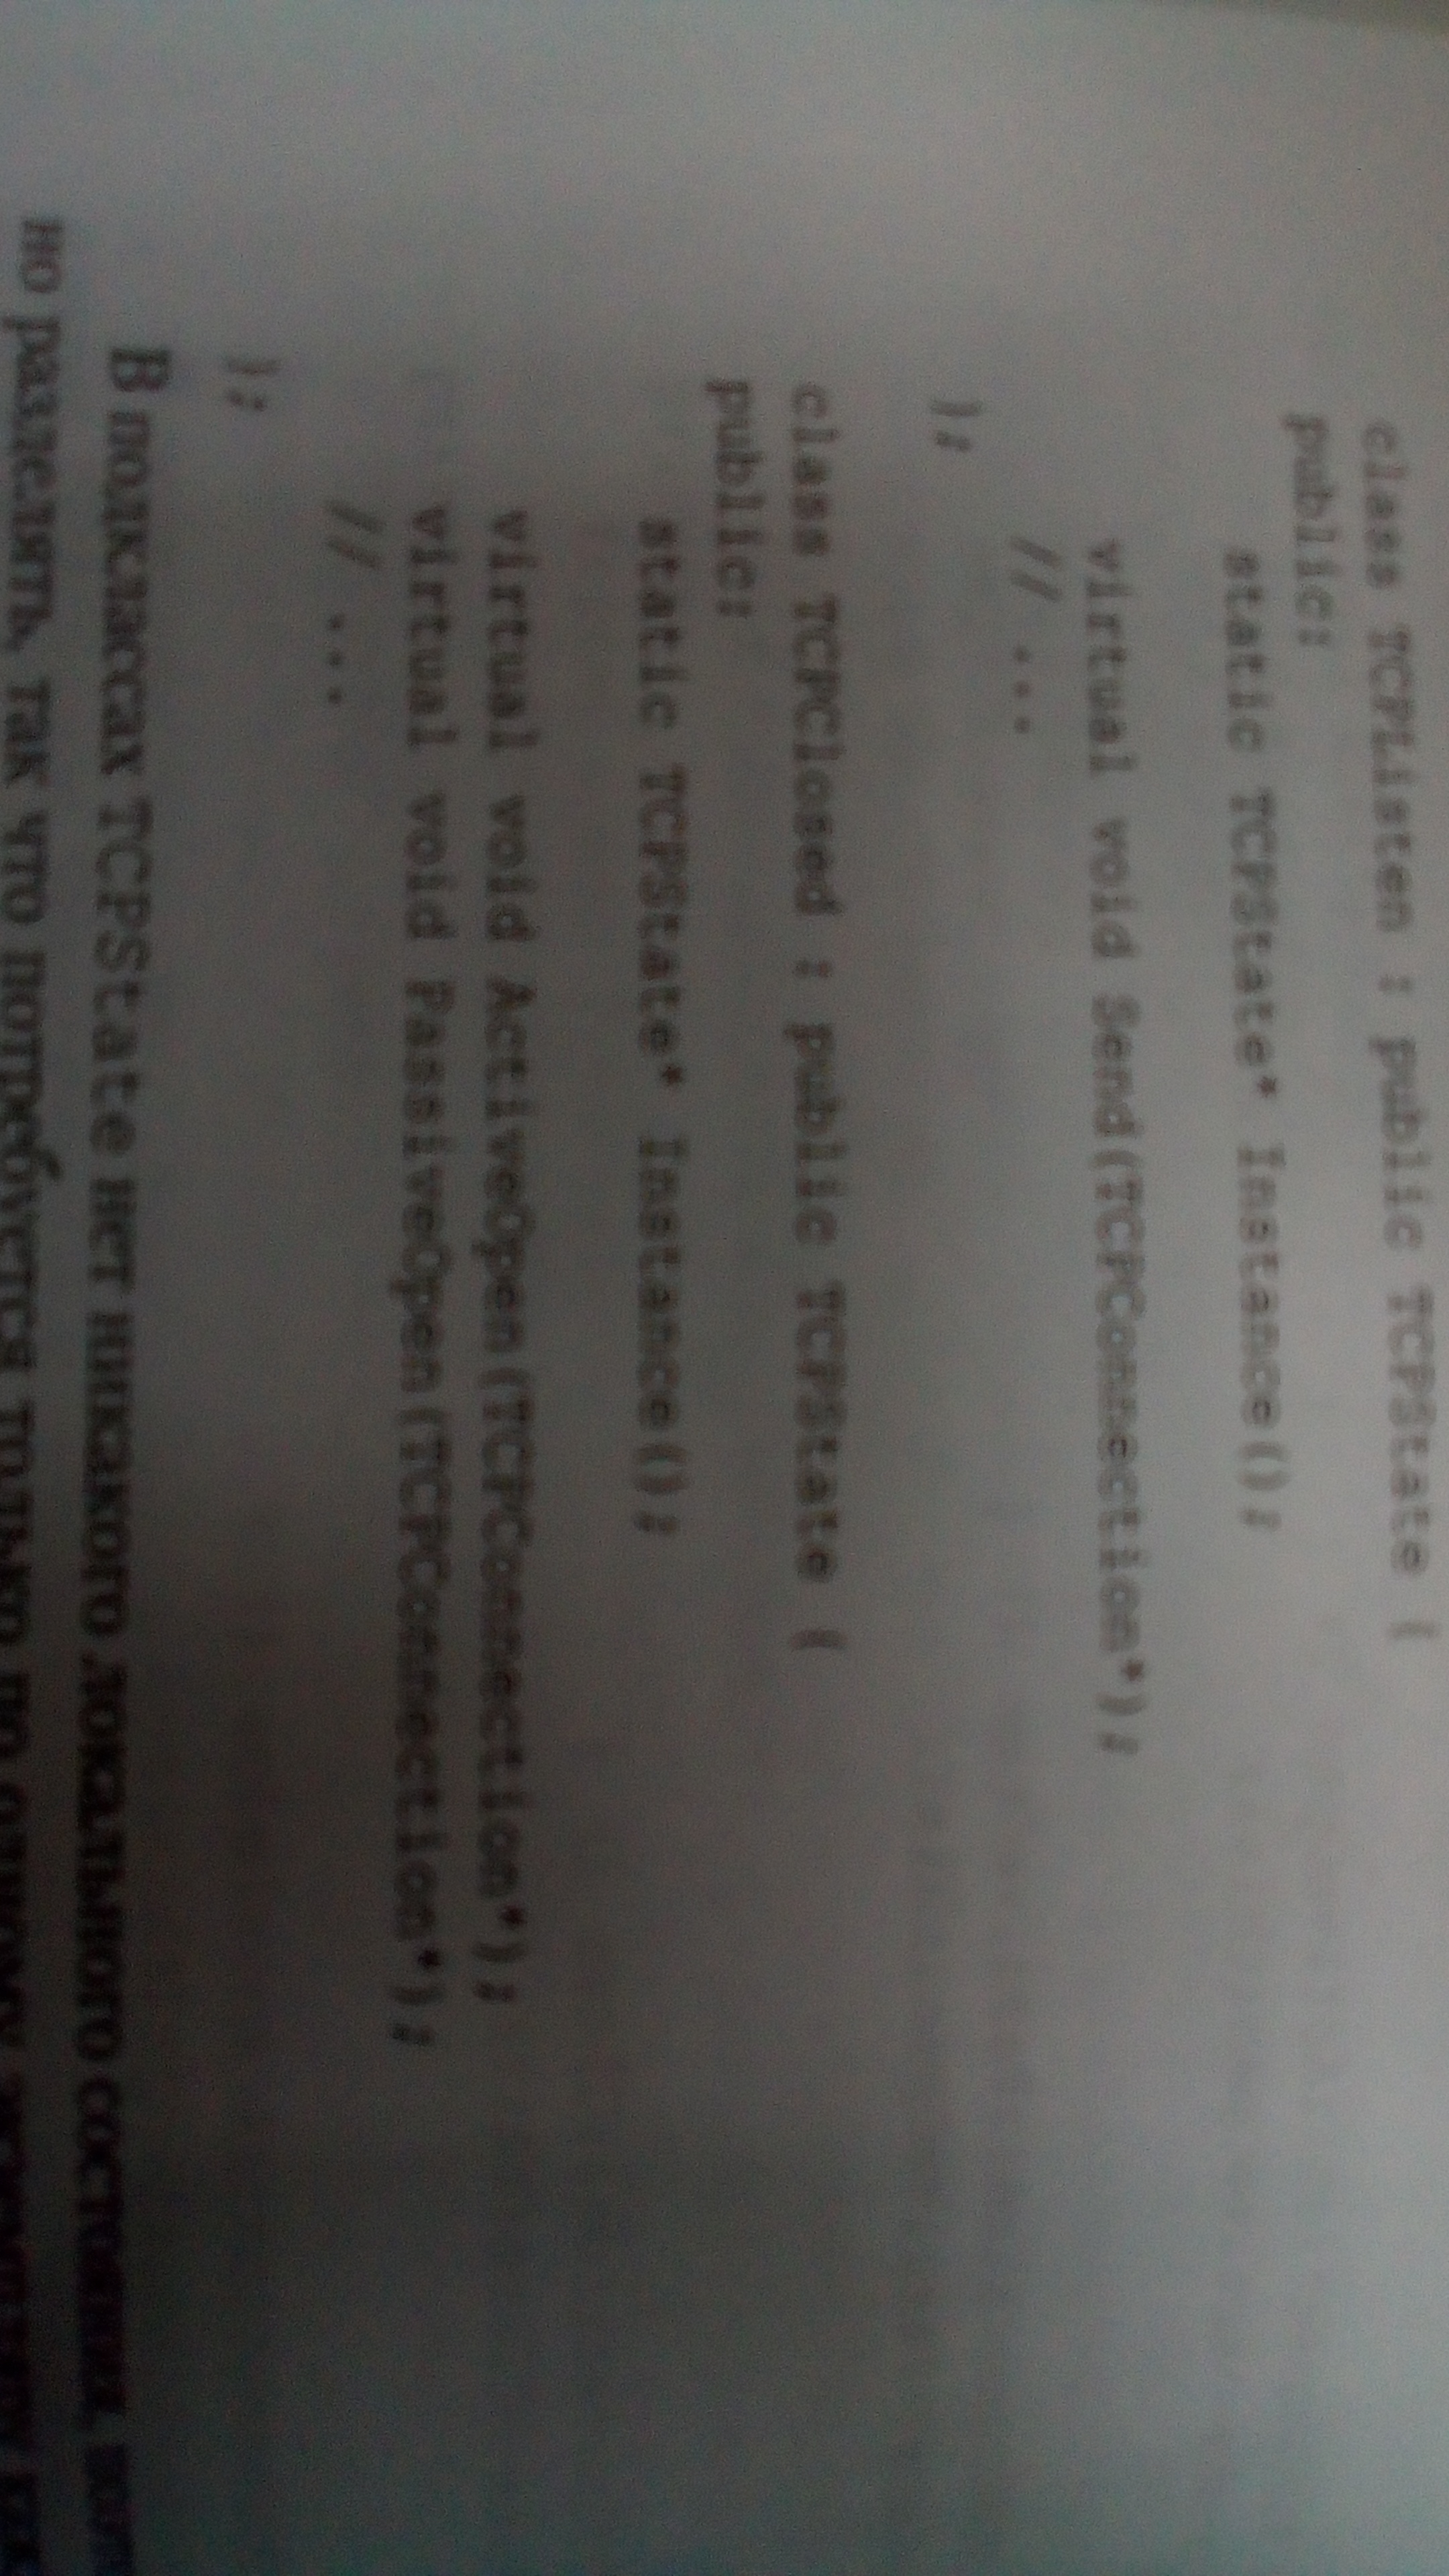 class TCPListen : public TCPState {
public:
static TCPState* Instance();
virtual void Send(TCPConnection*);
// ...
};
class TCPClosed : public TCPState {
public:
static TCPState* Instance();
virtual void ActiveOpen(TCPConnection*);
virtual void PassiveOpen(TCPConnection*);
// ...
};
В подклассах TCPState нет никакого локального состояния,
но разделять, так что потребуется только по одному экземпляру